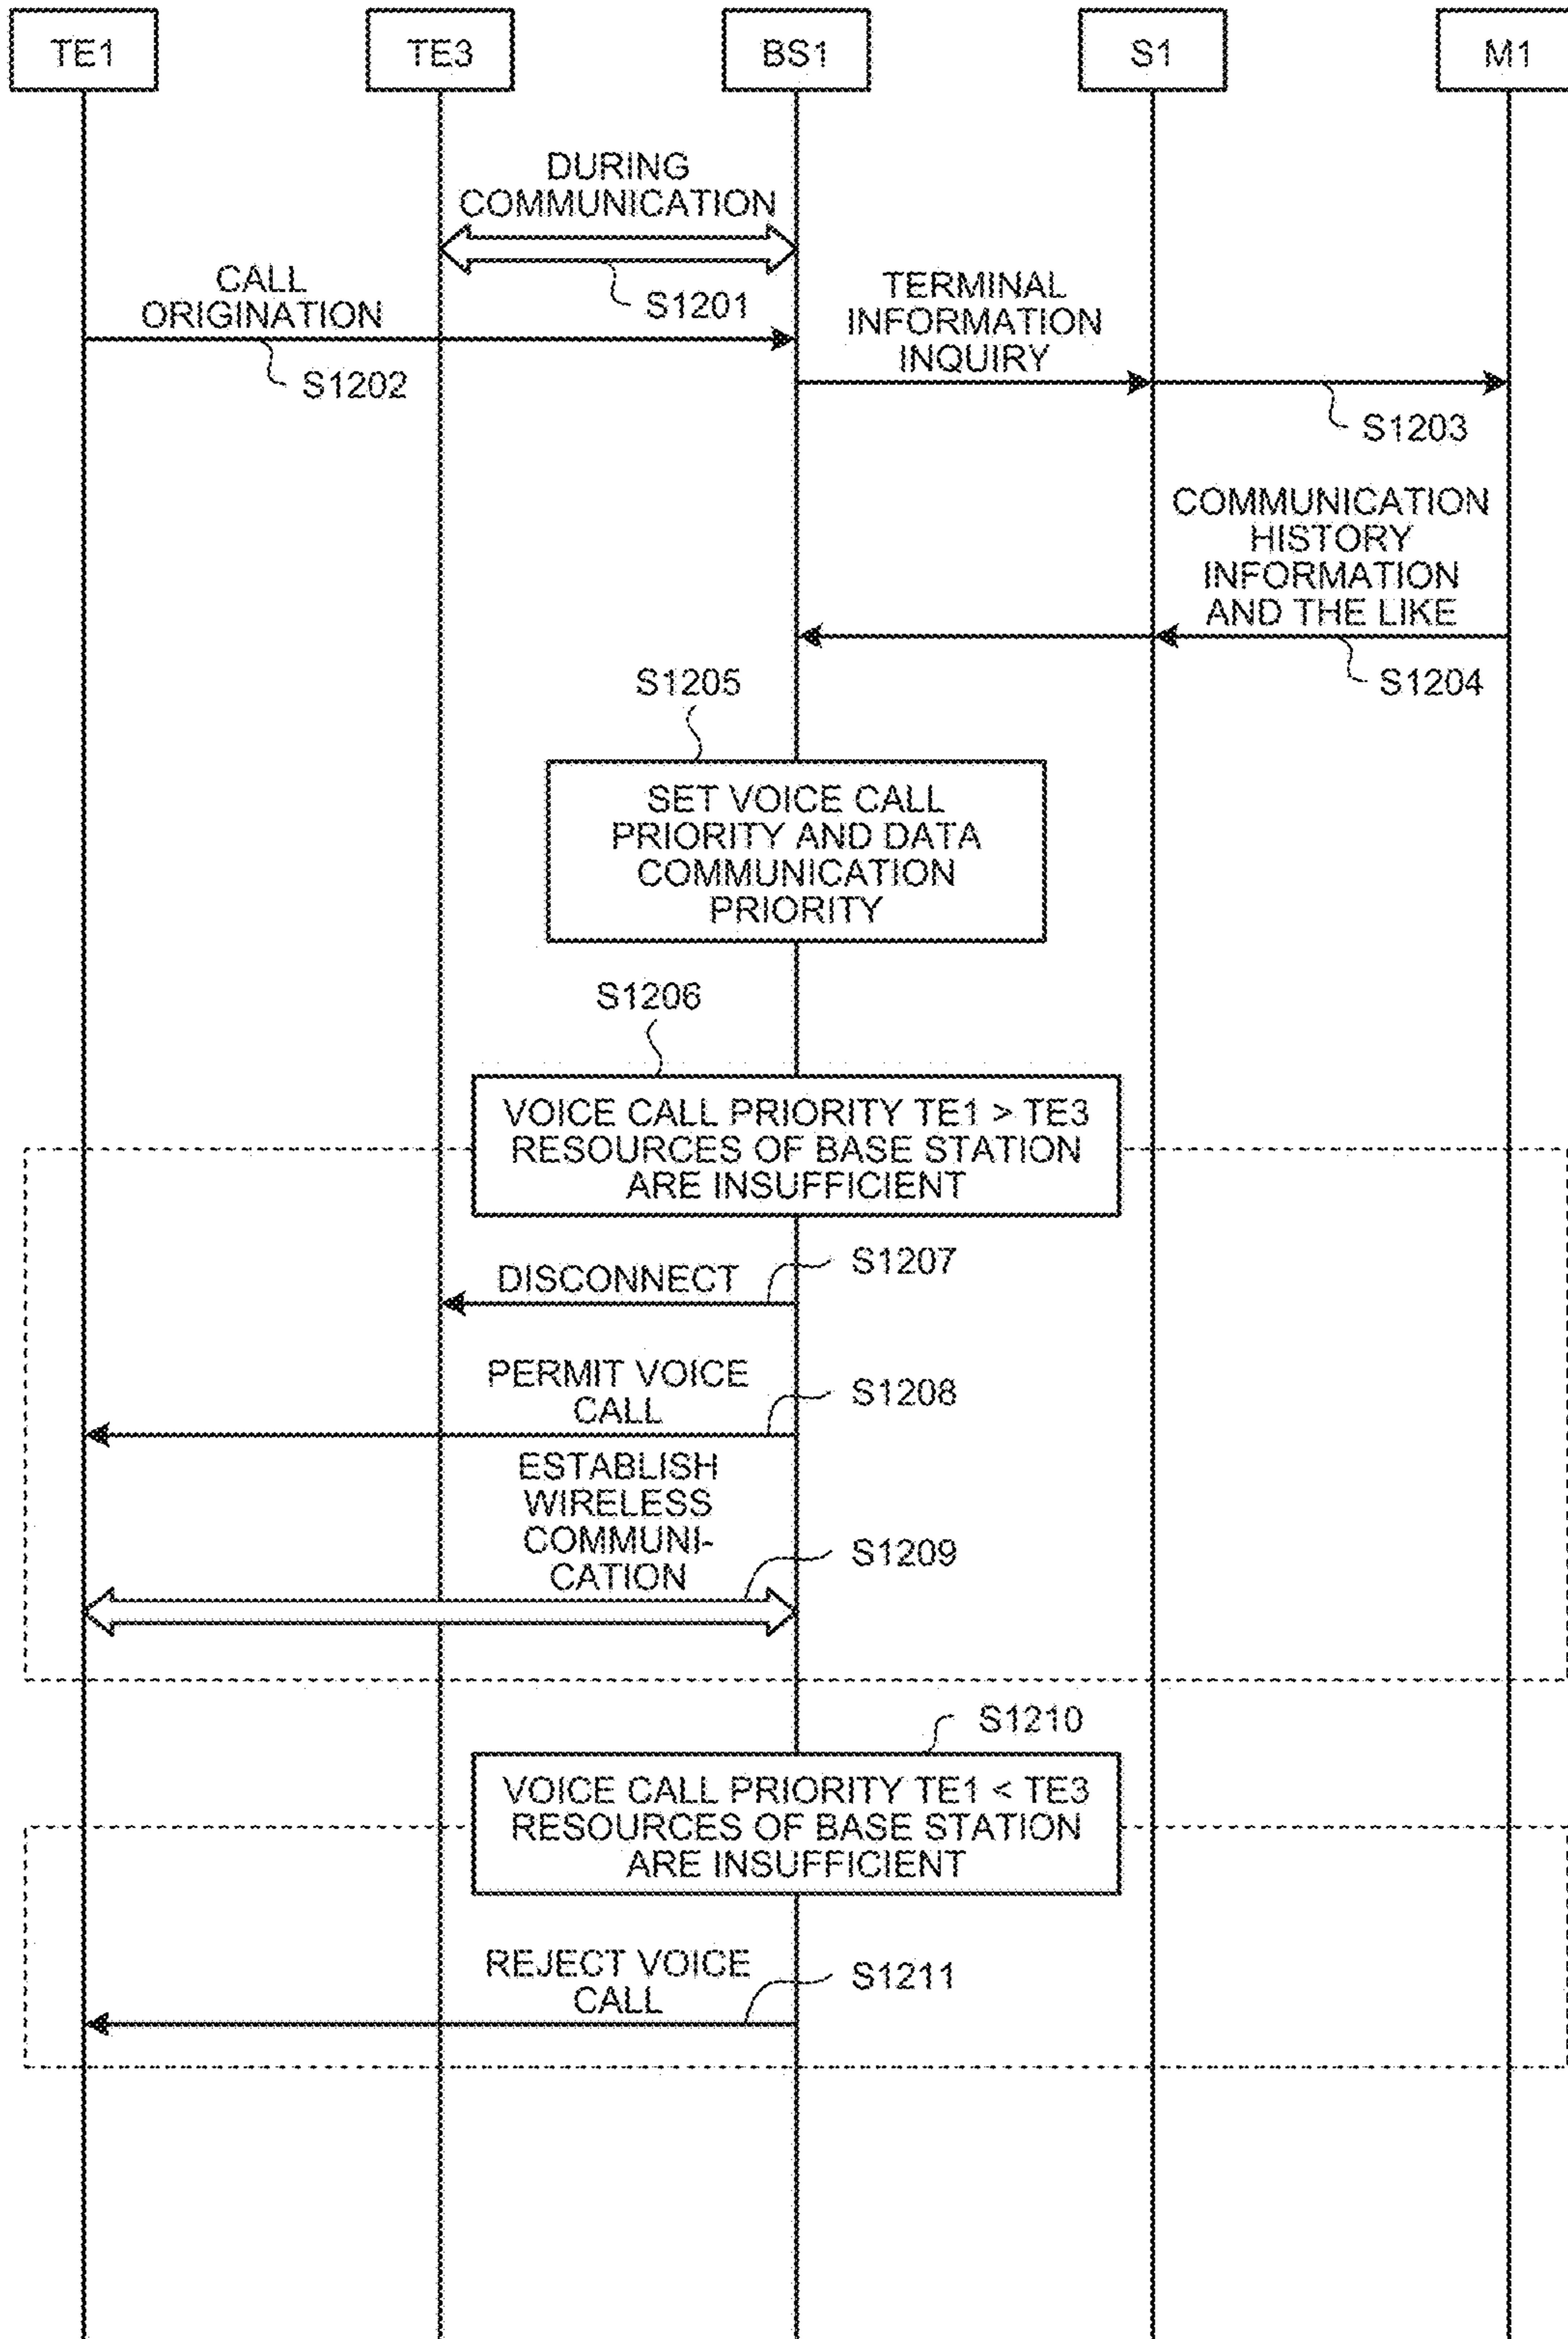 TE1
TE3
BS1
S1
M1
DURING
COMMUNICATION
S1201
CALL
ORIGINATION
S1202
TERMINAL
INFORMATION
INQUIRY
S1203
COMMUNICATION
HISTORY
INFORMATION
AND THE LIKE
S1204
S1205
SET VOICE CALL
PRIORITY AND DATA
COMMUNICATION
PRIORITY
S1206
VOICE CALL PRIORITY TE1 > TE3
RESOURCES OF BASE STATION
ARE INSUFFICIENT
DISCONNECT
S1207
PERMIT VOICE
CALL
S1208
ESTABLISH
WIRELESS
COMMUNI-
CATION
S1209
S1210
VOICE CALL PRIORITY TE1 < TE3
RESOURCES OF BASE STATION
ARE INSUFFICIENT
REJECT VOICE
CALL
S1211